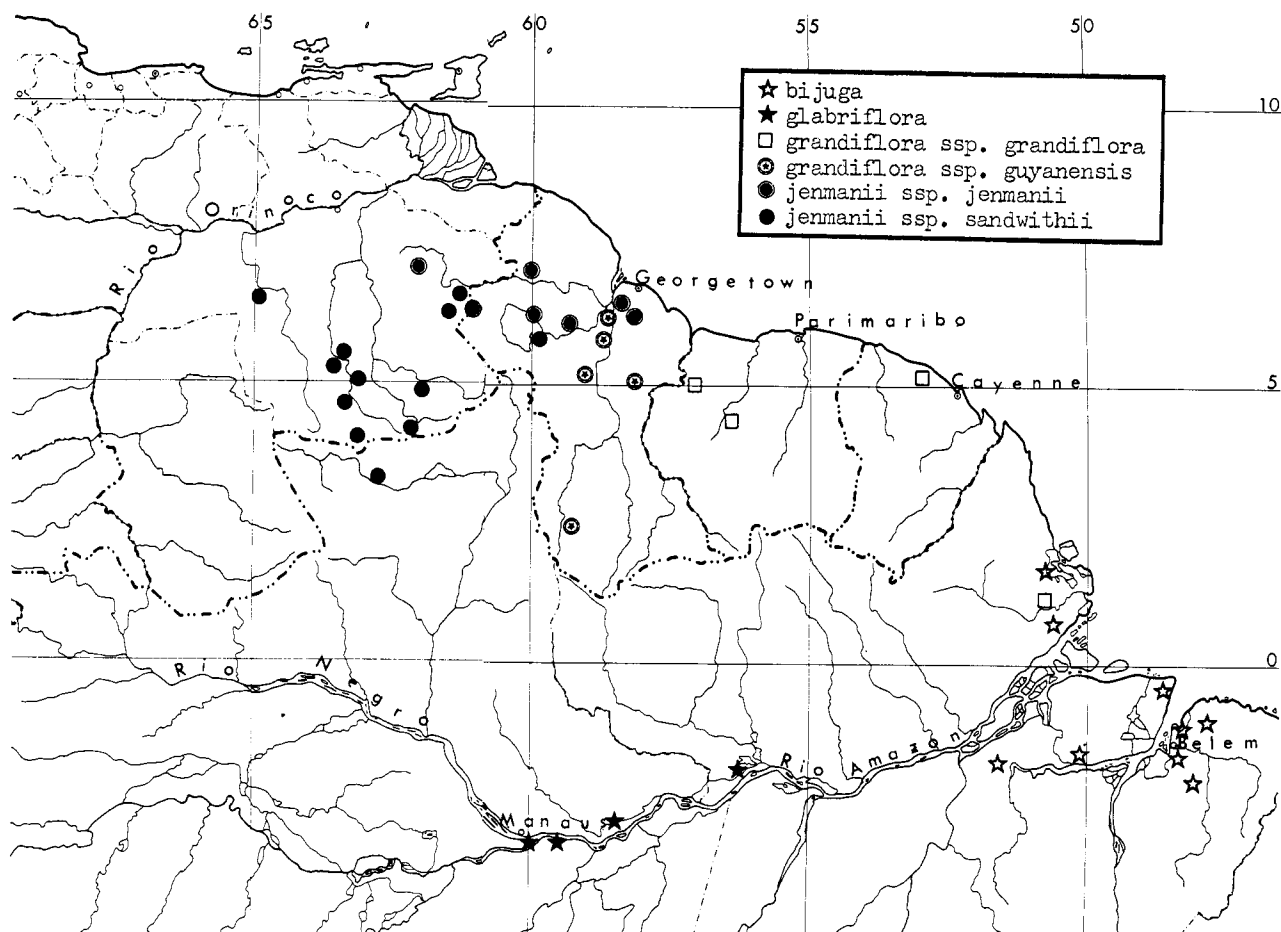 65 60 55 50
bijuga
glabriflora
grandiflora ssp. grandiflora
grandiflora ssp. guyanensis
jenmanii ssp. jenmanii
jenmanii ssp. sandwithii
10
Rio Orinoco
Georgetown
Parimaribo
Cayenne
5
Rio Negro
0
Belem
Rio Amazon
Manaus